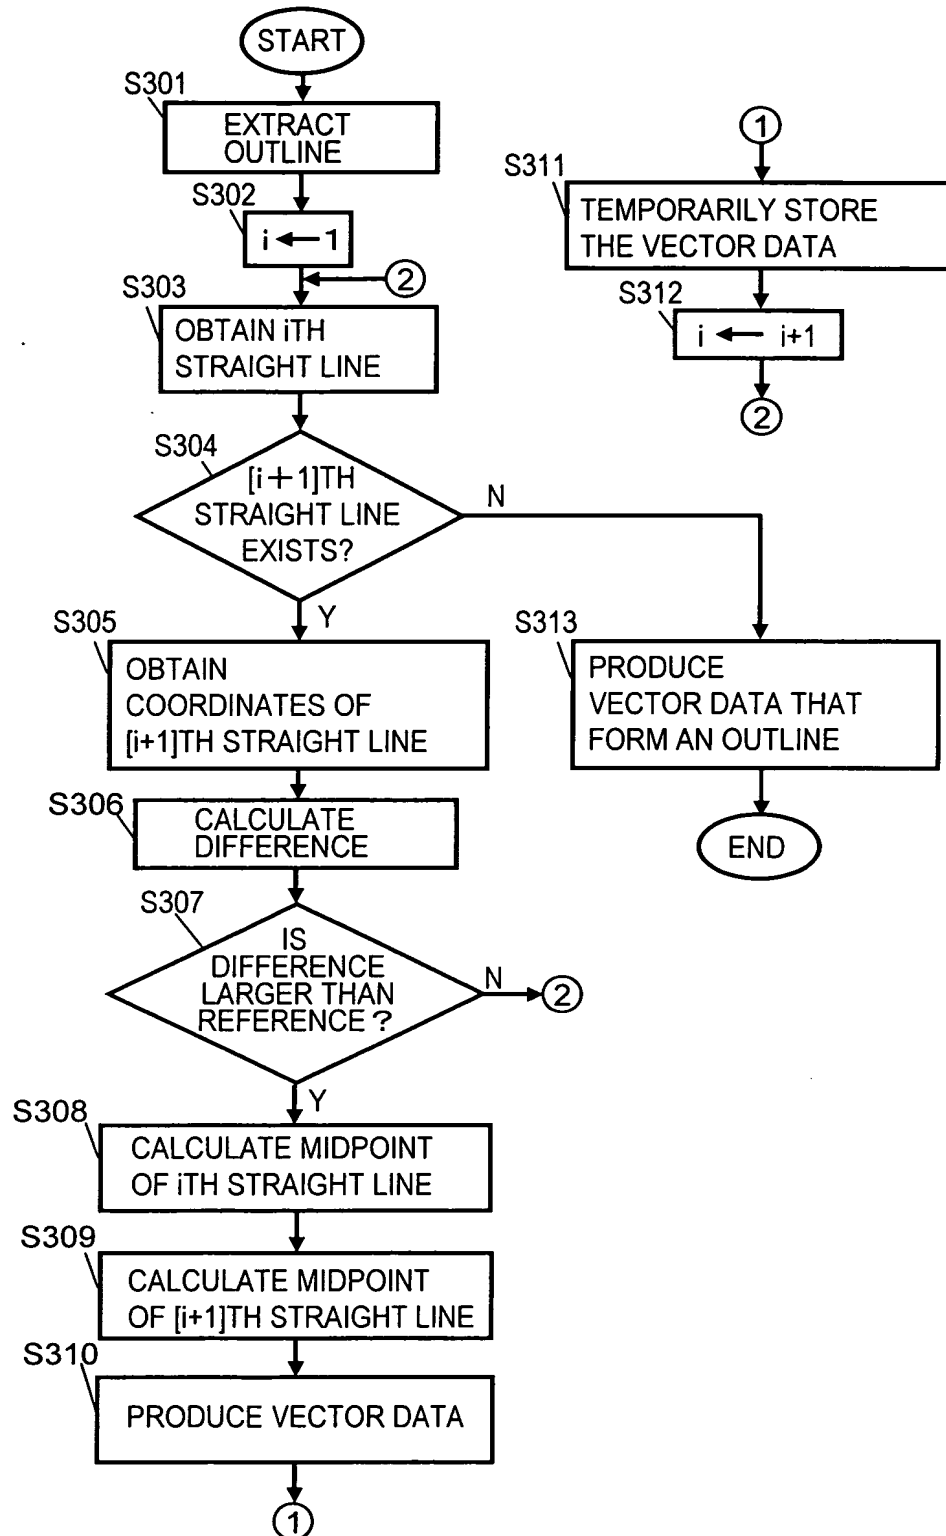 START
S301
EXTRACT
OUTLINE
S302
i ← 1
2
S303
OBTAIN iTH
STRAIGHT LINE
S304
[i+1]TH
STRAIGHT LINE
EXISTS?
N
Y
S305
OBTAIN
COORDINATES OF
[i+1]TH STRAIGHT LINE
S306
CALCULATE
DIFFERENCE
S307
IS
DIFFERENCE
LARGER THAN
REFERENCE ?
N
2
Y
S308
CALCULATE MIDPOINT
OF iTH STRAIGHT LINE
S309
CALCULATE MIDPOINT
OF [i+1]TH STRAIGHT LINE
S310
PRODUCE VECTOR DATA
1
1
S311
TEMPORARILY STORE
THE VECTOR DATA
S312
i ← i+1
2
S313
PRODUCE
VECTOR DATA THAT
FORM AN OUTLINE
END